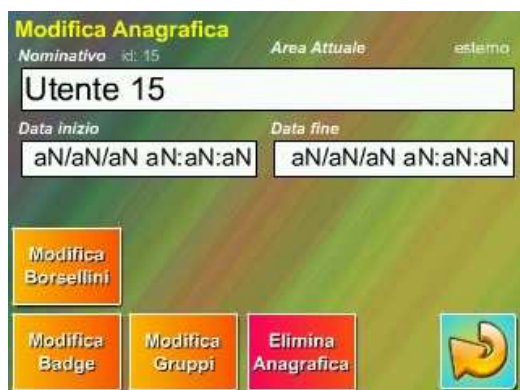 Modifica Anagrafica
Nominativo id: 15 Area Attuale esterno
Utente 15
Data inizio Data fine
aN/aN/aN aN:aN:aN aN/aN/aN aN:aN:aN
Modifica
Borsellini
Modifica
Badge
Modifica
Gruppi
Elimina
Anagrafica